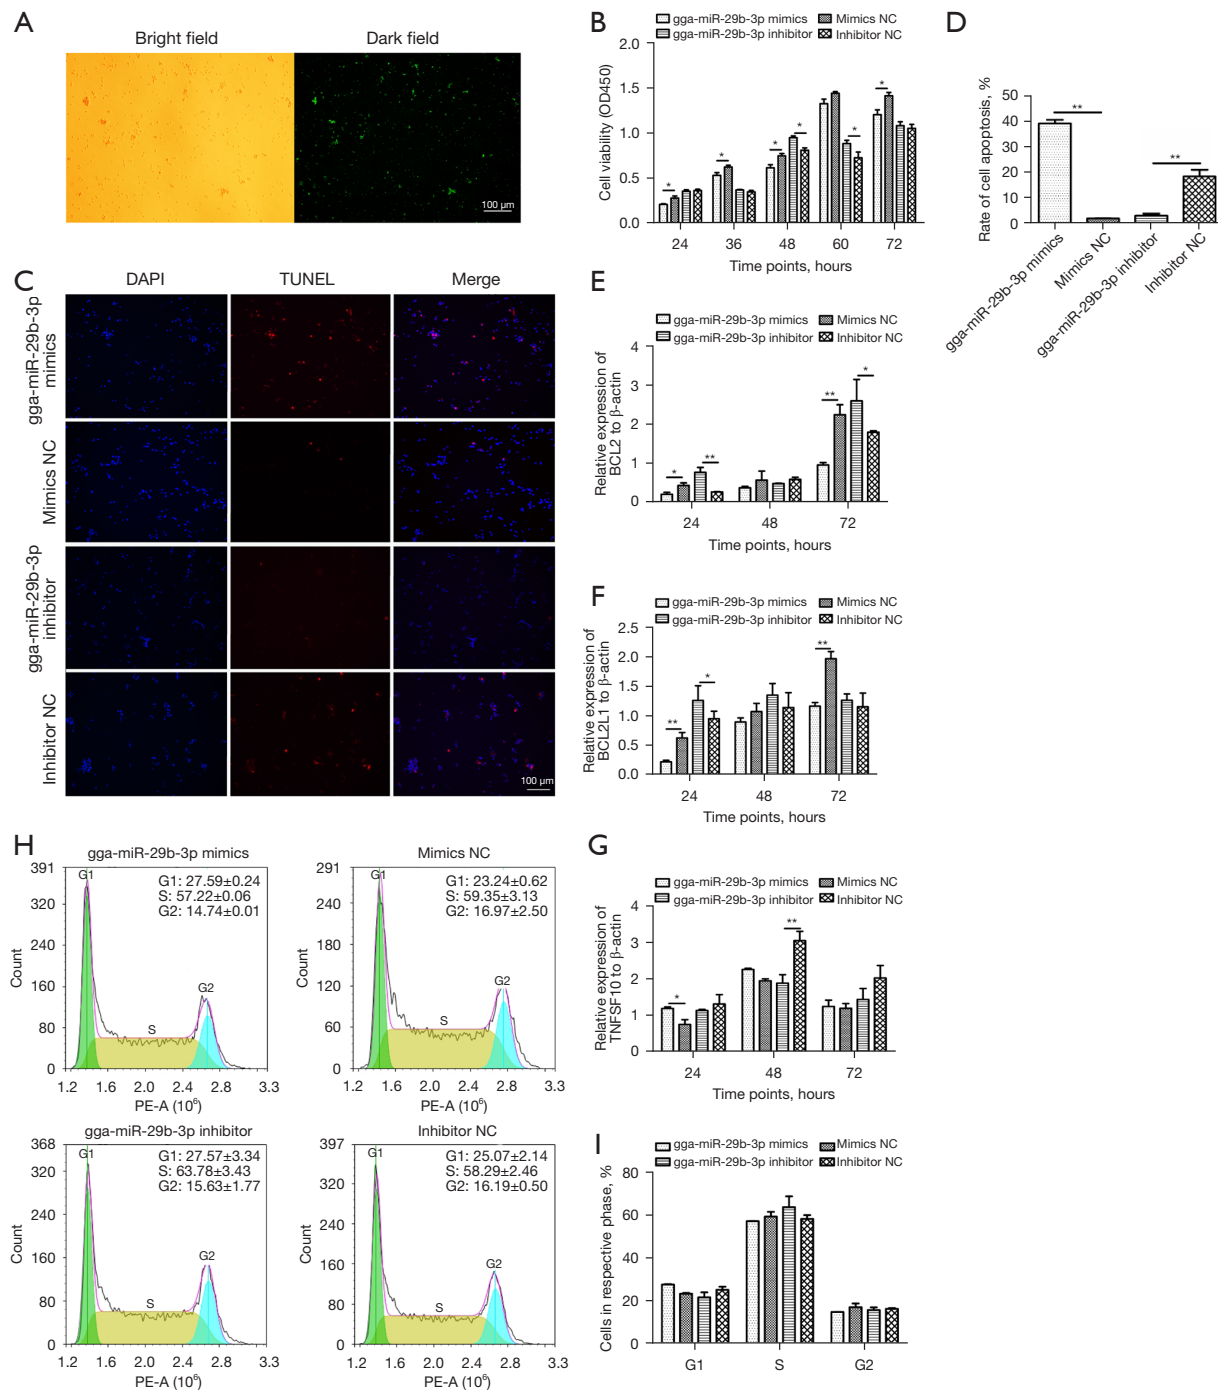 A
Bright field
Dark field
100 μm
B
gga-miR-29b-3p mimics
Mimics NC
gga-miR-29b-3p inhibitor
Inhibitor NC
Cell viability (OD450)
2.0
1.5
1.0
0.5
0.0
* * * * * *
24 36 48 60 72
Time points, hours
D
Rate of cell apoptosis, %
50
40
30
20
10
0
**
**
gga-miR-29b-3p mimics
Mimics NC
gga-miR-29b-3p inhibitor
Inhibitor NC
C
DAPI
TUNEL
Merge
gga-miR-29b-3p mimics
Mimics NC
gga-miR-29b-3p inhibitor
Inhibitor NC
100 μm
E
gga-miR-29b-3p mimics
Mimics NC
gga-miR-29b-3p inhibitor
Inhibitor NC
Relative expression of
BCL2 to β-actin
4
3
2
1
0
* ** ** *
24 48 72
Time points, hours
F
gga-miR-29b-3p mimics
Mimics NC
gga-miR-29b-3p inhibitor
Inhibitor NC
Relative expression of
BCL2L1 to β-actin
2.5
2.0
1.5
1.0
0.5
0.0
** * **
24 48 72
Time points, hours
H
gga-miR-29b-3p mimics
391
320
240
160
80
0
Count
G1
S
G2
G1: 27.59±0.24
S: 57.22±0.06
G2: 14.74±0.01
1.2 1.6 2.0 2.4 2.8 3.3
PE-A (10⁶)
Mimics NC
291
240
180
120
60
0
Count
G1
S
G2
G1: 23.24±0.62
S: 59.35±3.13
G2: 16.97±2.50
1.2 1.6 2.0 2.4 2.8 3.3
PE-A (10⁶)
gga-miR-29b-3p inhibitor
368
320
240
160
80
0
Count
G1
S
G2
G1: 27.57±3.34
S: 63.78±3.43
G2: 15.63±1.77
1.2 1.6 2.0 2.4 2.8 3.3
PE-A (10⁶)
Inhibitor NC
397
320
240
160
80
0
Count
G1
S
G2
G1: 25.07±2.14
S: 58.29±2.46
G2: 16.19±0.50
1.2 1.6 2.0 2.4 2.8 3.3
PE-A (10⁶)
G
gga-miR-29b-3p mimics
Mimics NC
gga-miR-29b-3p inhibitor
Inhibitor NC
Relative expression of
TNFSF10 to β-actin
4
3
2
1
0
* **
24 48 72
Time points, hours
I
gga-miR-29b-3p mimics
Mimics NC
gga-miR-29b-3p inhibitor
Inhibitor NC
Cells in respective phase, %
80
60
40
20
0
G1 S G2